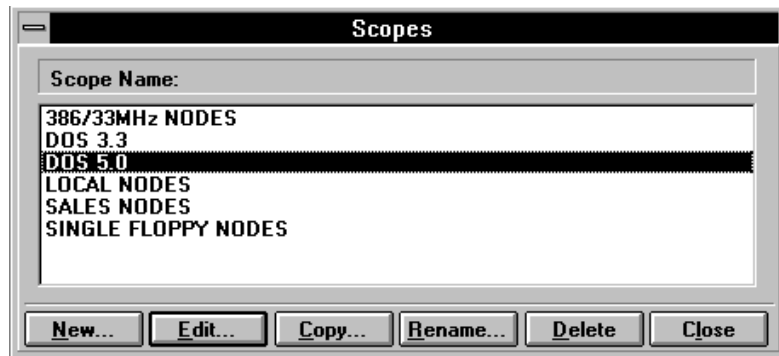 Scopes
Scope Name:
386/33MHz NODES
DOS 3.3
DOS 5.0
LOCAL NODES
SALES NODES
SINGLE FLOPPY NODES
New... Edit... Copy... Rename... Delete Close